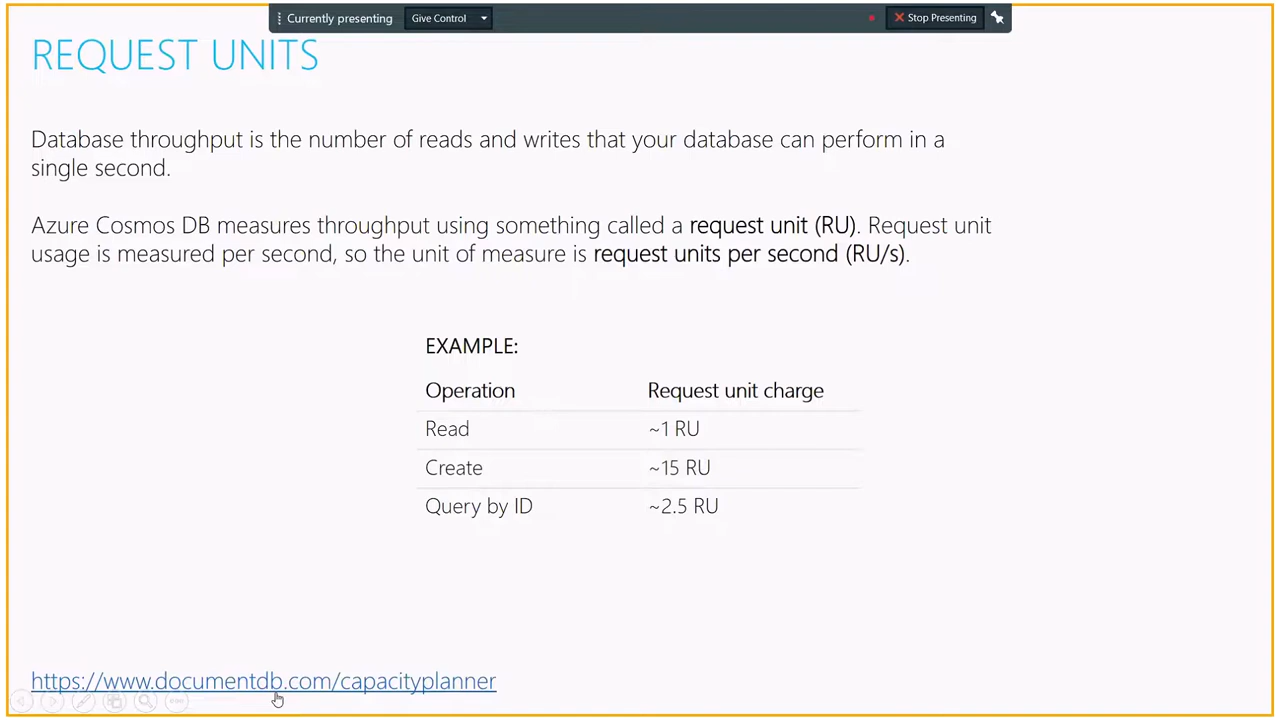 Currently presenting
Give Control
Stop Presenting
REQUEST UNITS
Database throughput is the number of reads and writes that your database can perform in a
single second.
Azure Cosmos DB measures throughput using something called a request unit (RU). Request unit
usage is measured per second, so the unit of measure is request units per second (RU/s).
EXAMPLE:
Operation Request unit charge
Read ~1 RU
Create ~15 RU
Query by ID ~2.5 RU
https://www.documentdb.com/capacityplanner